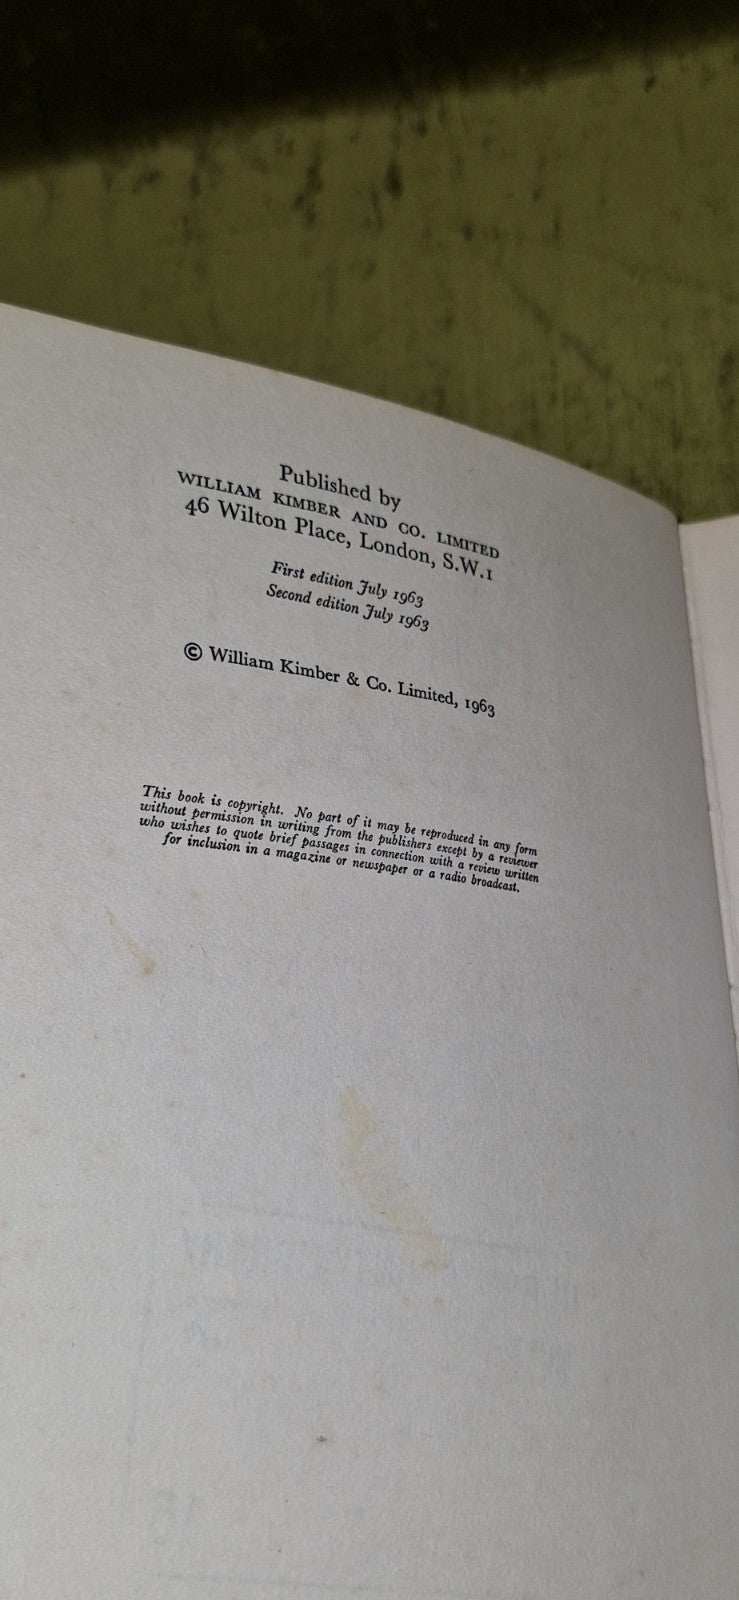 Published by
WILLIAM KIMBER AND CO. LIMITED
46 Wilton Place, London, S.W.1
First edition July 1963
Second edition July 1963
© William Kimber & Co. Limited, 1963
This book is copyright. No part of it may be reproduced in any form
without permission in writing from the publishers except by a reviewer
who wishes to quote brief passages in connection with a review written
for inclusion in a magazine or newspaper or a radio broadcast.